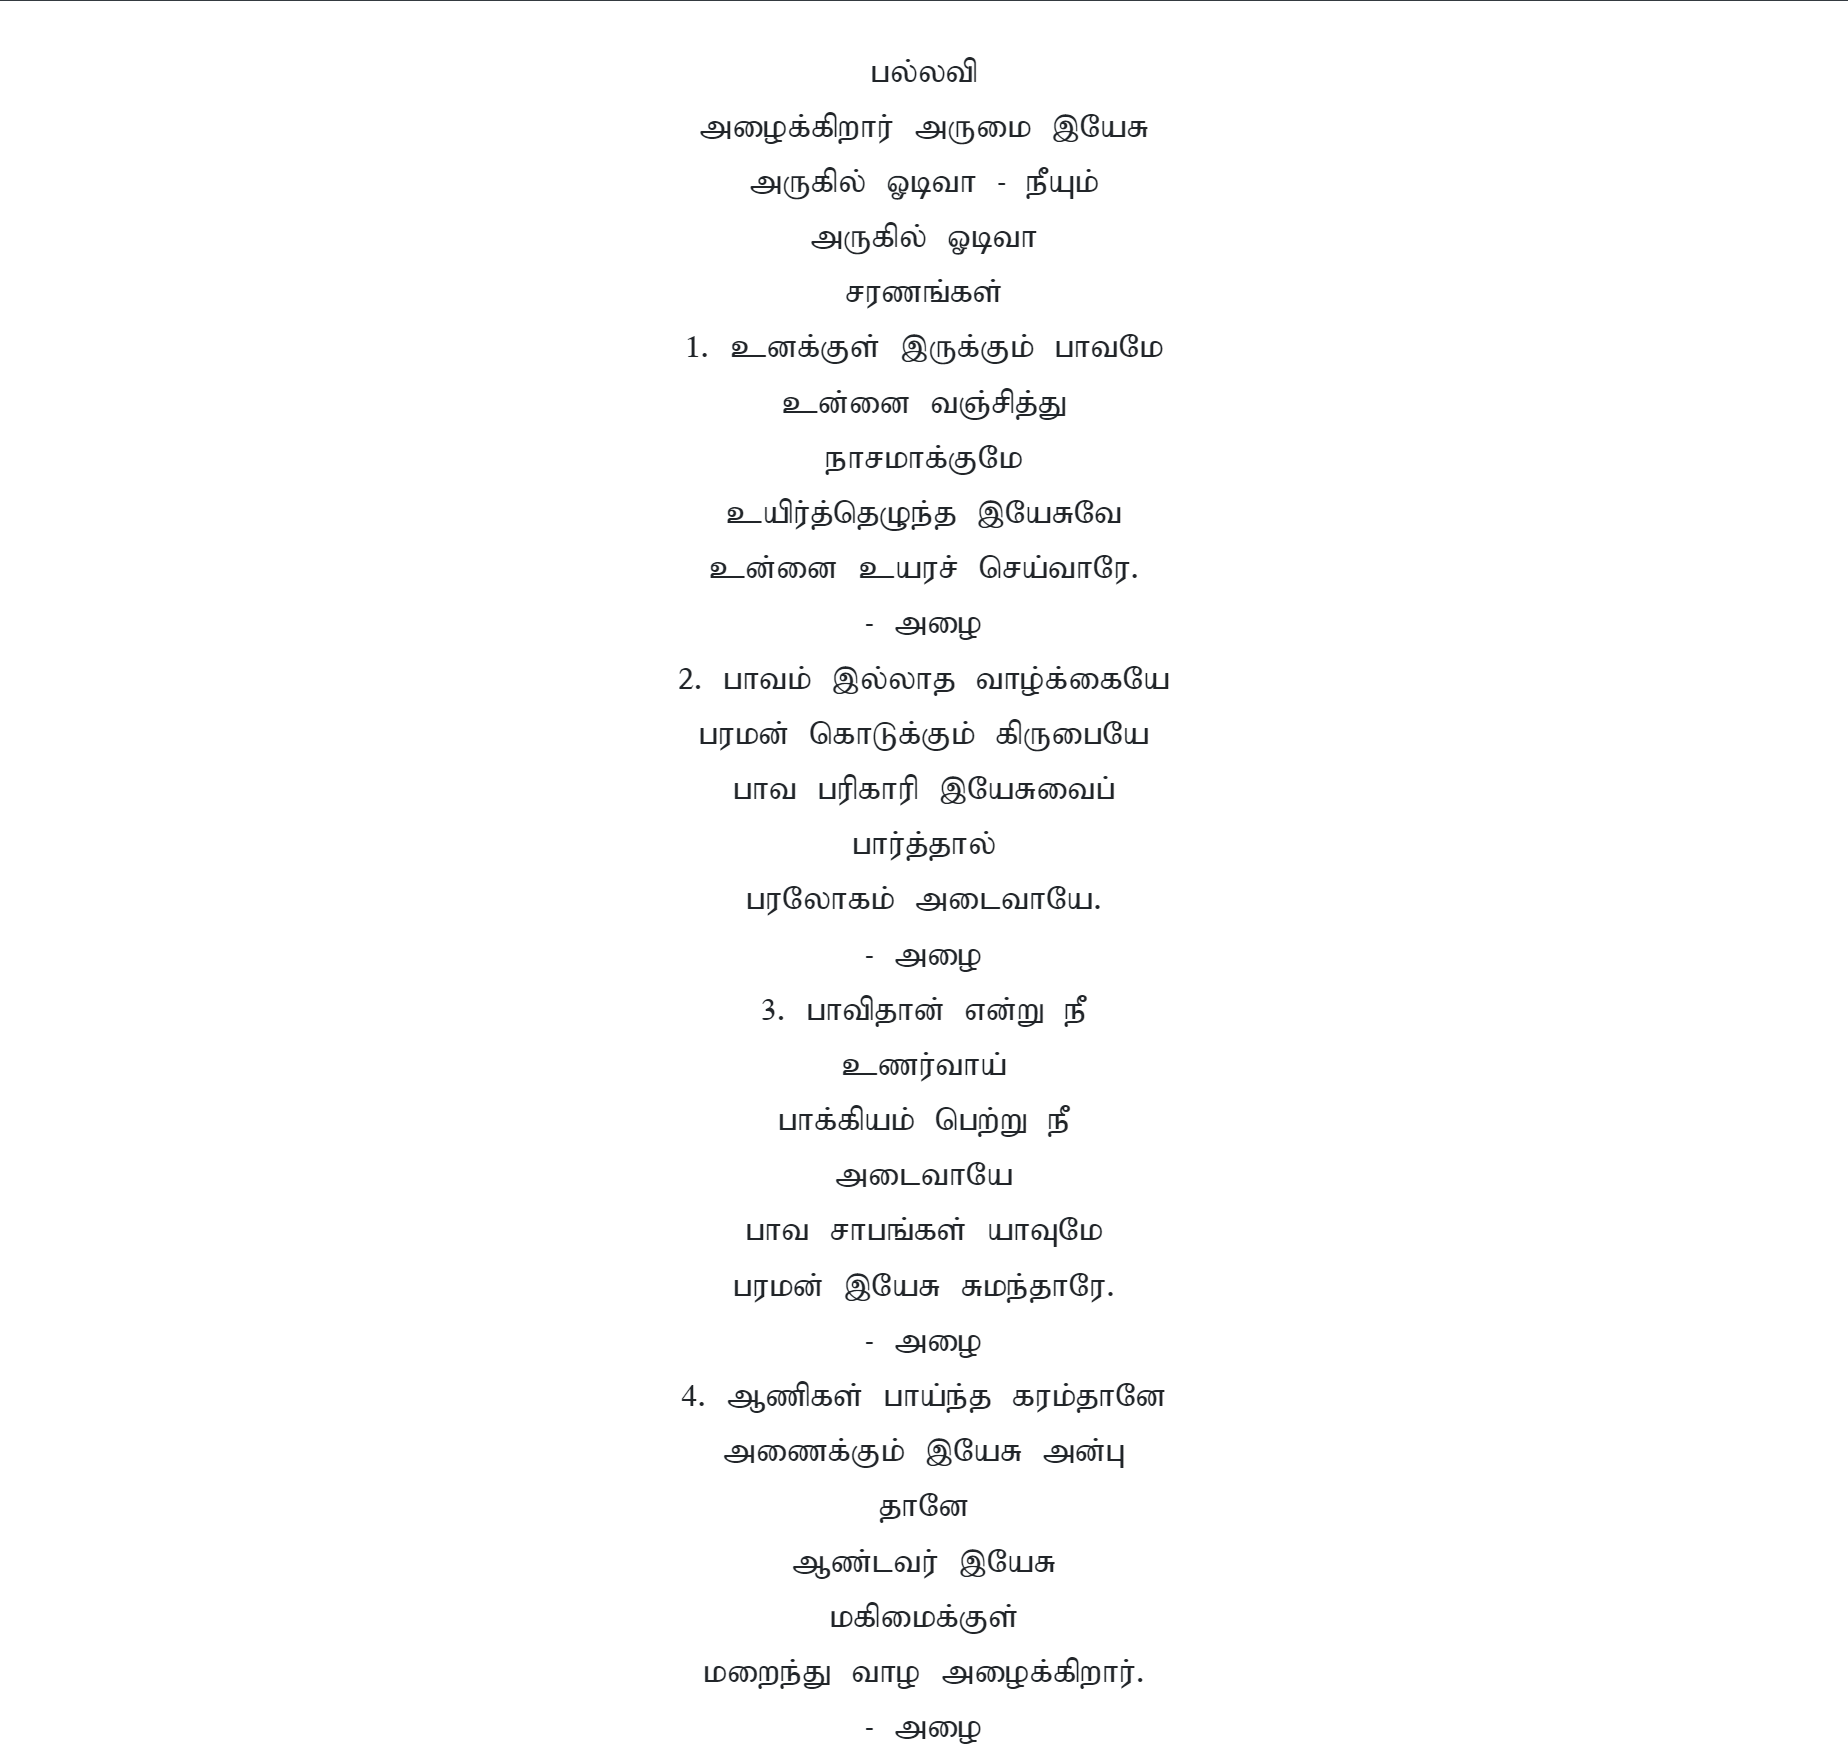 பல்லவி
அழைக்கிறார் அருமை இயேசு
அருகில் ஓடிவா - நீயும்
அருகில் ஓடிவா
சரணங்கள்
1. உனக்குள் இருக்கும் பாவமே
உன்னை வஞ்சித்து
நாசமாக்குமே
உயிர்த்தெழுந்த இயேசுவே
உன்னை உயரச் செய்வாரே.
- அழை
2. பாவம் இல்லாத வாழ்க்கையே
பரமன் கொடுக்கும் கிருபையே
பாவ பரிகாரி இயேசுவைப்
பார்த்தால்
பரலோகம் அடைவாயே.
- அழை
3. பாவிதான் என்று நீ
உணர்வாய்
பாக்கியம் பெற்று நீ
அடைவாயே
பாவ சாபங்கள் யாவுமே
பரமன் இயேசு சுமந்தாரே.
- அழை
4. ஆணிகள் பாய்ந்த கரம்தானே
அணைக்கும் இயேசு அன்பு
தானே
ஆண்டவர் இயேசு
மகிமைக்குள்
மறைந்து வாழ அழைக்கிறார்.
- அழை